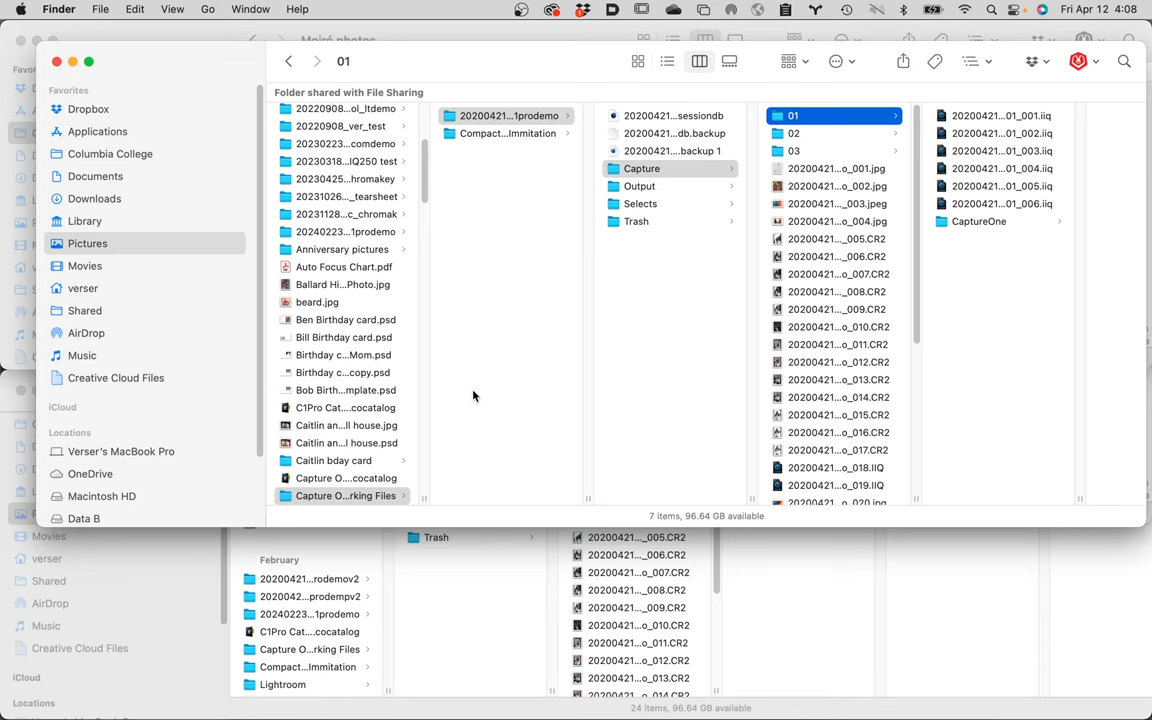 Finder File Edit View Go Window Help Fri Apr 12 4:08
Moiré photos
01
Folder shared with File Sharing
Favorites
Dropbox
Applications
Columbia College
Documents
Downloads
Library
Pictures
Movies
verser
Shared
AirDrop
Music
Creative Cloud Files
iCloud
Locations
Verser's MacBook Pro
OneDrive
Macintosh HD
Data B
20220908...ol_ltdemo
20220908_ver_test
20230223...comdemo
20230318...IQ250 test
20230425...hromakey
20231026..._tearsheet
20231128...c_chromak
20240223...1prodemo
Anniversary pictures
Auto Focus Chart.pdf
Ballard Hi...Photo.jpg
beard.jpg
Ben Birthday card.psd
Bill Birthday card.psd
Birthday c...Mom.psd
Birthday c...copy.psd
Bob Birth...mplate.psd
C1Pro Cat....cocatalog
Caitlin an...l house.jpg
Caitlin an...l house.psd
Caitlin bday card
Capture O....cocatalog
Capture O...rking Files
20200421...1prodemo
Compact...Immitation
20200421...sessiondb
20200421...db.backup
20200421....backup 1
Capture
Output
Selects
Trash
01
02
03
20200421...o_001.jpg
20200421...o_002.jpg
20200421..._003.jpeg
20200421...o_004.jpg
20200421..._005.CR2
20200421..._006.CR2
20200421...o_007.CR2
20200421..._008.CR2
20200421..._009.CR2
20200421...o_010.CR2
20200421...o_011.CR2
20200421...o_012.CR2
20200421...o_013.CR2
20200421...o_014.CR2
20200421...o_015.CR2
20200421...o_016.CR2
20200421...o_017.CR2
20200421...o_018.IIQ
20200421...o_019.IIQ
20200421...o_020.jpg
20200421...01_001.iiq
20200421...01_002.iiq
20200421...01_003.iiq
20200421...01_004.iiq
20200421...01_005.iiq
20200421...01_006.iiq
CaptureOne
7 items, 96.64 GB available
Movies
verser
Shared
AirDrop
Music
Creative Cloud Files
iCloud
Locations
February
20200421...rodemov2
2020042...prodempv2
20240223...1prodemo
C1Pro Cat....cocatalog
Capture O...rking Files
Compact...Immitation
Lightroom
Trash
20200421..._005.CR2
20200421..._006.CR2
20200421...o_007.CR2
20200421..._008.CR2
20200421..._009.CR2
20200421...o_010.CR2
20200421...o_011.CR2
20200421...o_012.CR2
20200421...o_013.CR2
20200421...o_014.CR2
24 items, 96.64 GB available